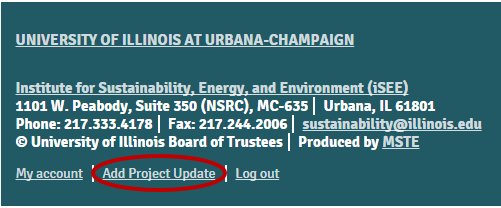 UNIVERSITY OF ILLINOIS AT URBANA-CHAMPAIGN
Institute for Sustainability, Energy, and Environment (iSEE)
1101 W. Peabody, Suite 350 (NSRC), MC-635 | Urbana, IL 61801
Phone: 217.333.4178 | Fax: 217.244.2006 | sustainability@illinois.edu
© University of Illinois Board of Trustees | Produced by MSTE
My account | Add Project Update | Log out